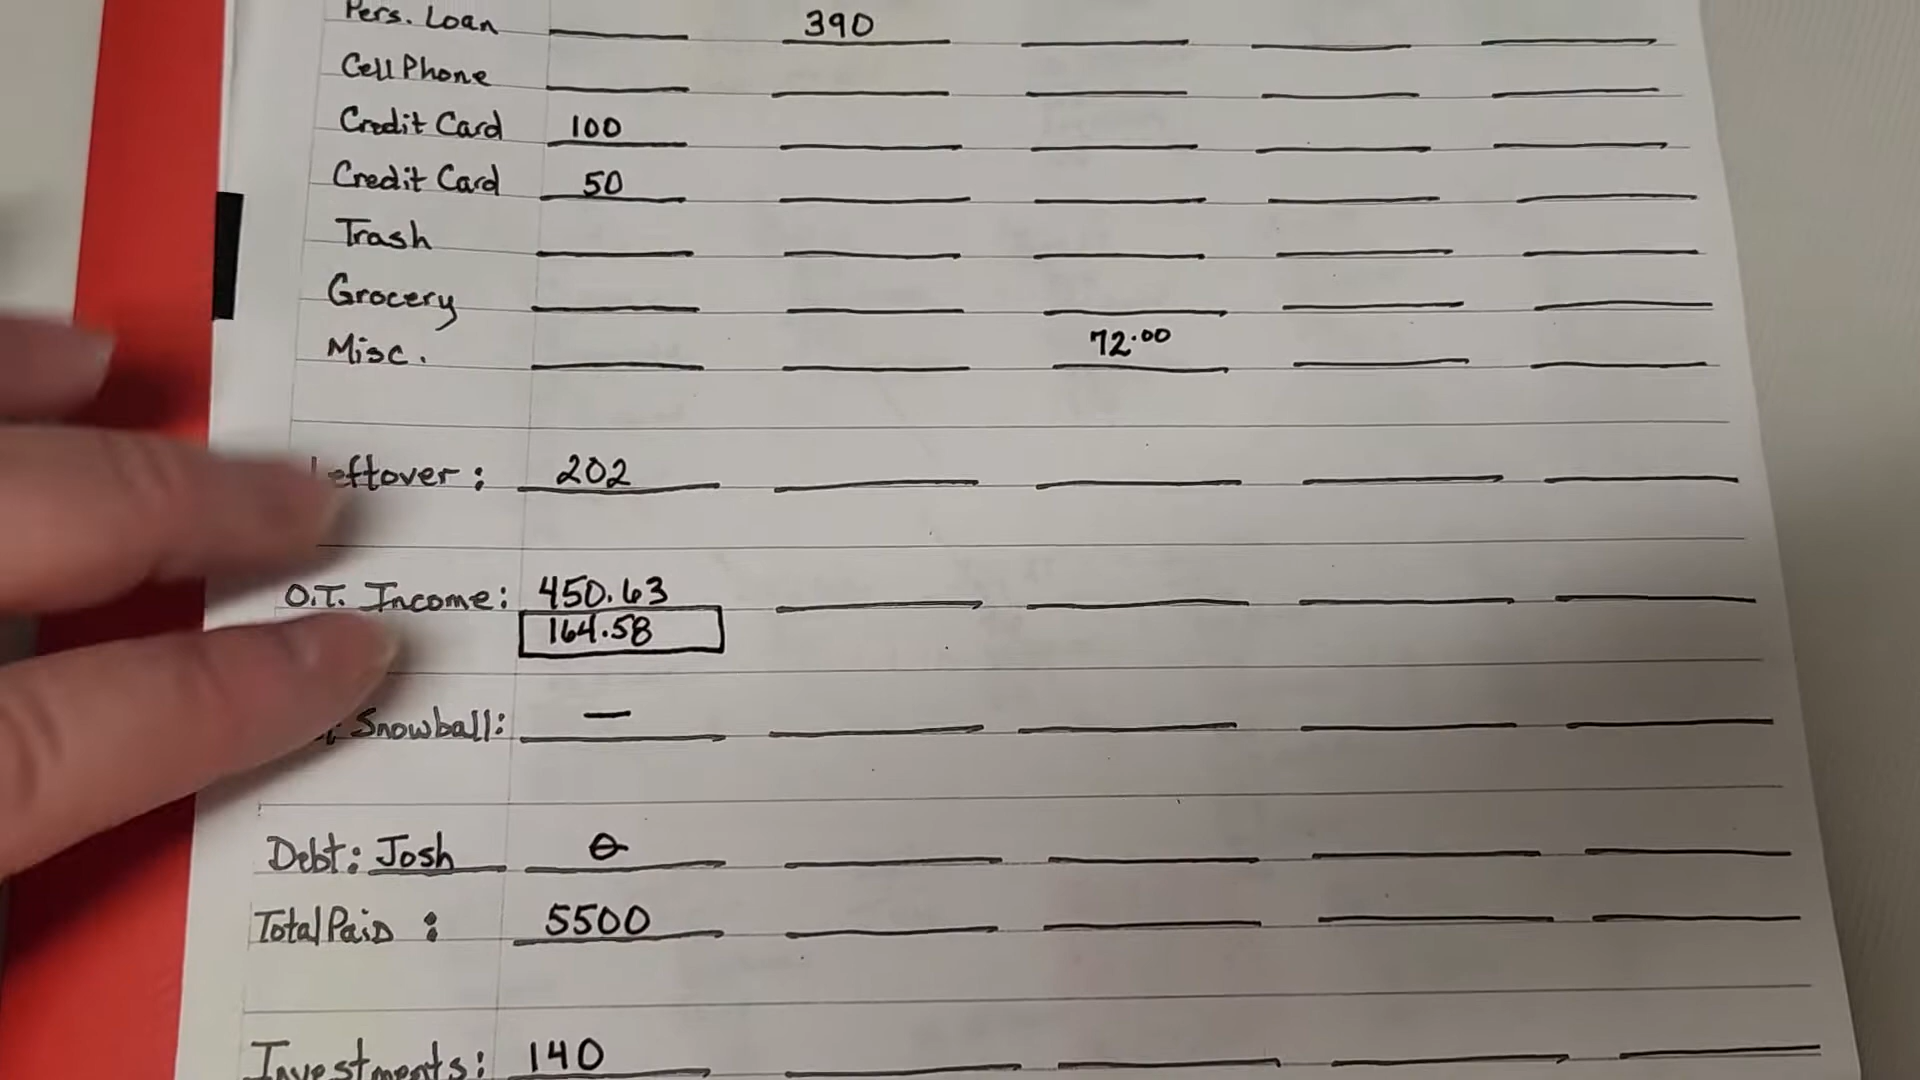 Pers. Loan 390
Cell Phone
Credit Card 100
Credit Card 50
Trash
Grocery
Misc. 72.00
Leftover: 202
O.T. Income: 450.63
164.58
Snowball: —
Debt: Josh 0
Total Paid: 5500
Investments: 140